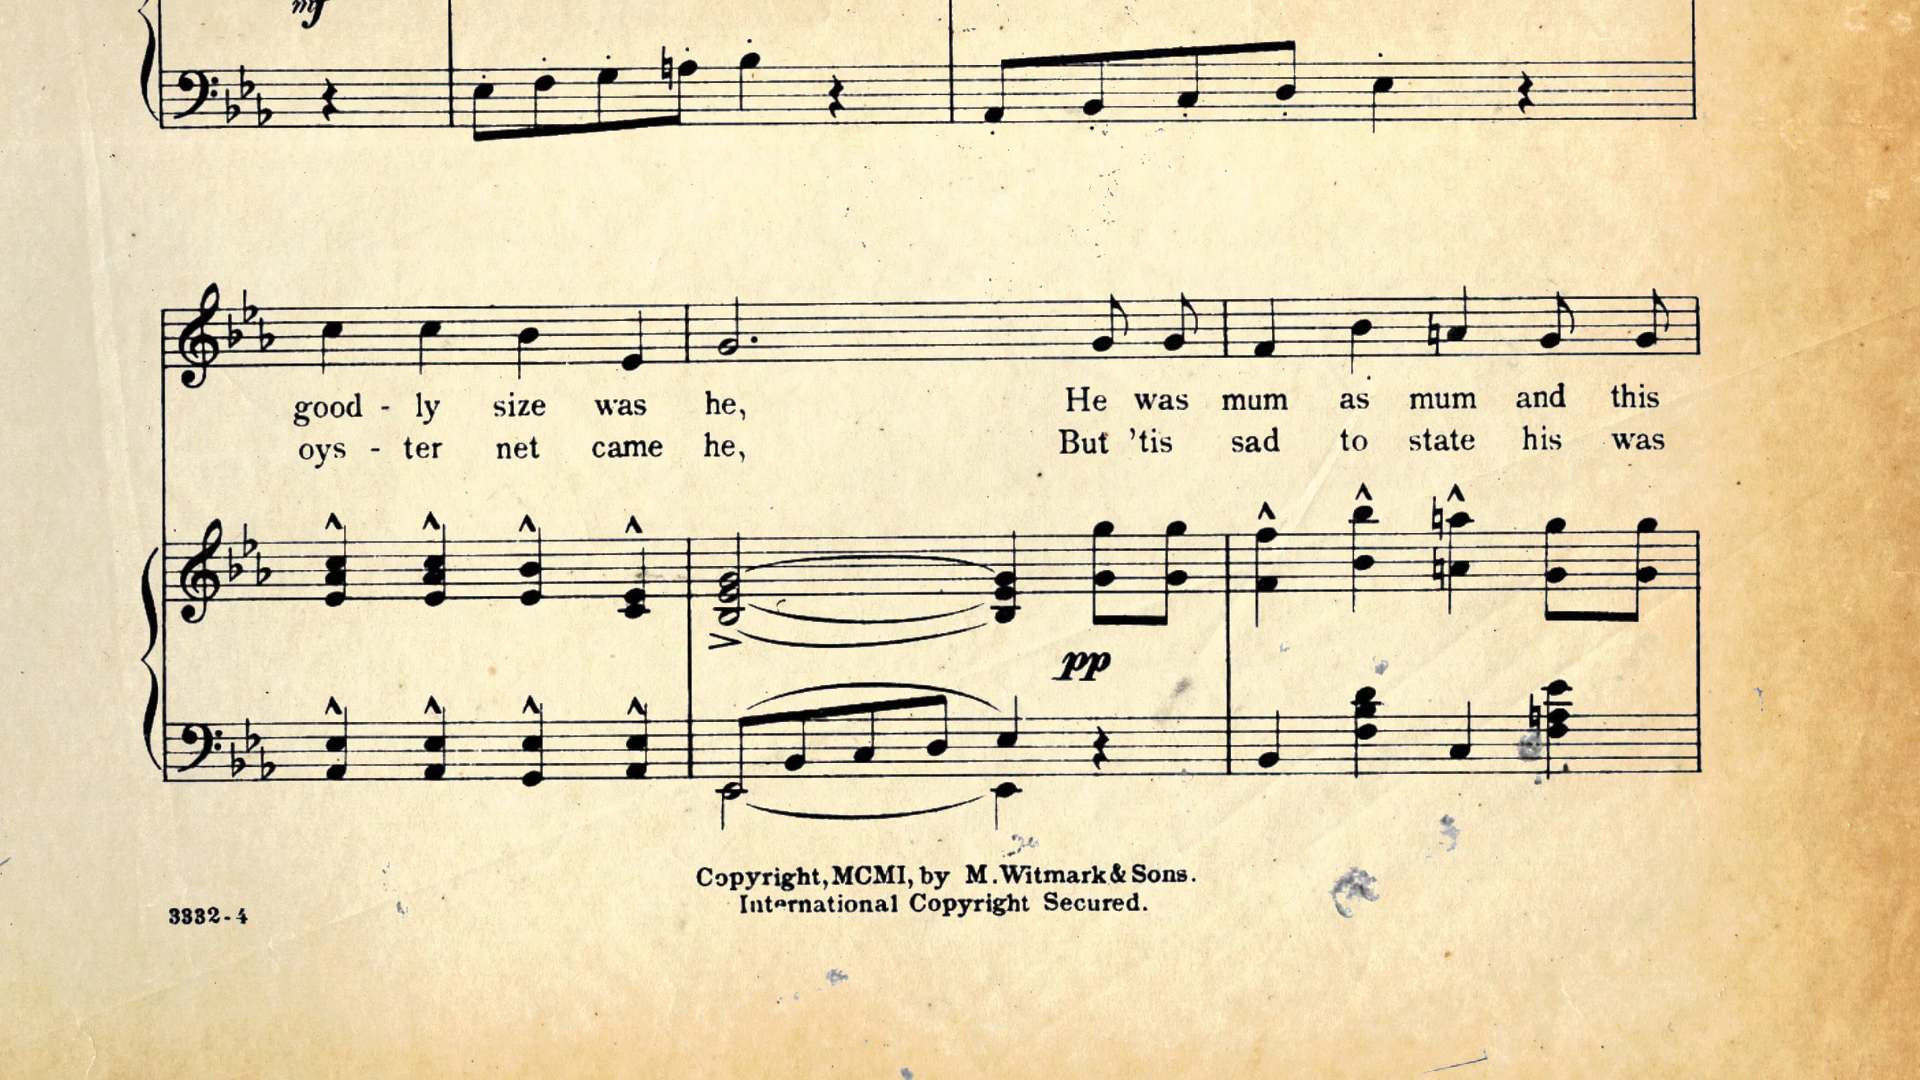 mf
good - ly size was he, He was mum as mum and this
oys - ter net came he, But 'tis sad to state his was
pp
Copyright, MCMI, by M. Witmark & Sons.
International Copyright Secured.
3332-4